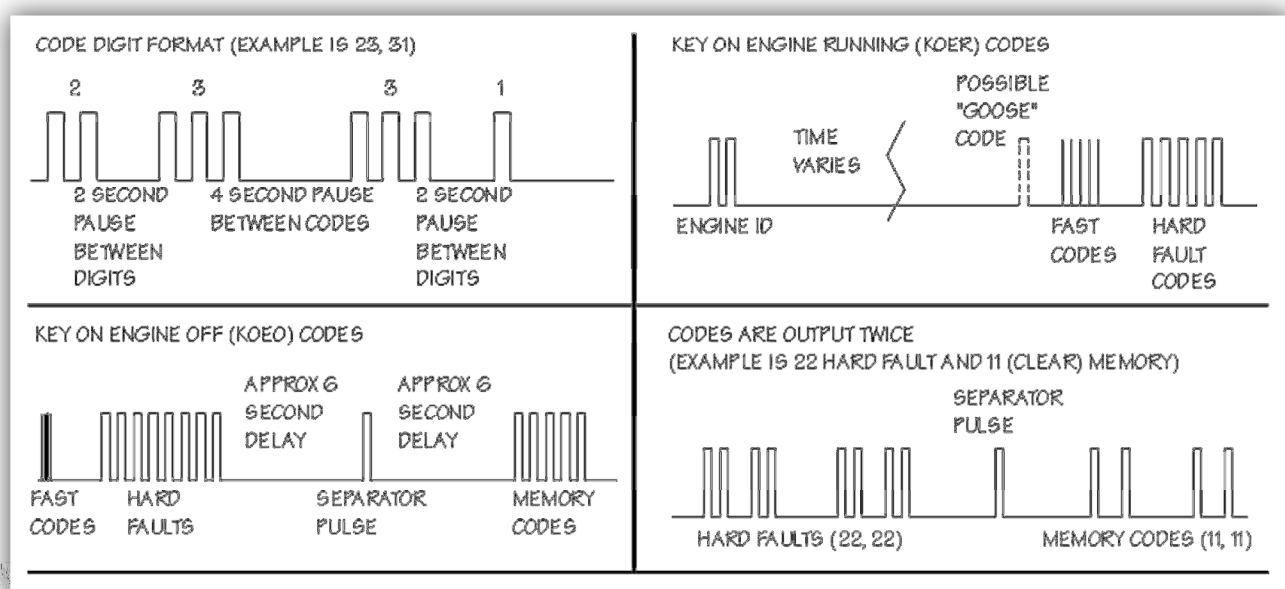 CODE DIGIT FORMAT (EXAMPLE IS 23, 31)
2 3 3 1
2 SECOND
PAUSE
BETWEEN
DIGITS
4 SECOND PAUSE
BETWEEN CODES
2 SECOND
PAUSE
BETWEEN
DIGITS
KEY ON ENGINE RUNNING (KOER) CODES
ENGINE ID
TIME
VARIES
POSSIBLE
"GOOSE"
CODE
FAST
CODES
HARD
FAULT
CODES
KEY ON ENGINE OFF (KOEO) CODES
FAST
CODES
HARD
FAULTS
APPROX 6
SECOND
DELAY
SEPARATOR
PULSE
APPROX 6
SECOND
DELAY
MEMORY
CODES
CODES ARE OUTPUT TWICE
(EXAMPLE IS 22 HARD FAULT AND 11 (CLEAR) MEMORY)
SEPARATOR
PULSE
HARD FAULTS (22, 22)
MEMORY CODES (11, 11)